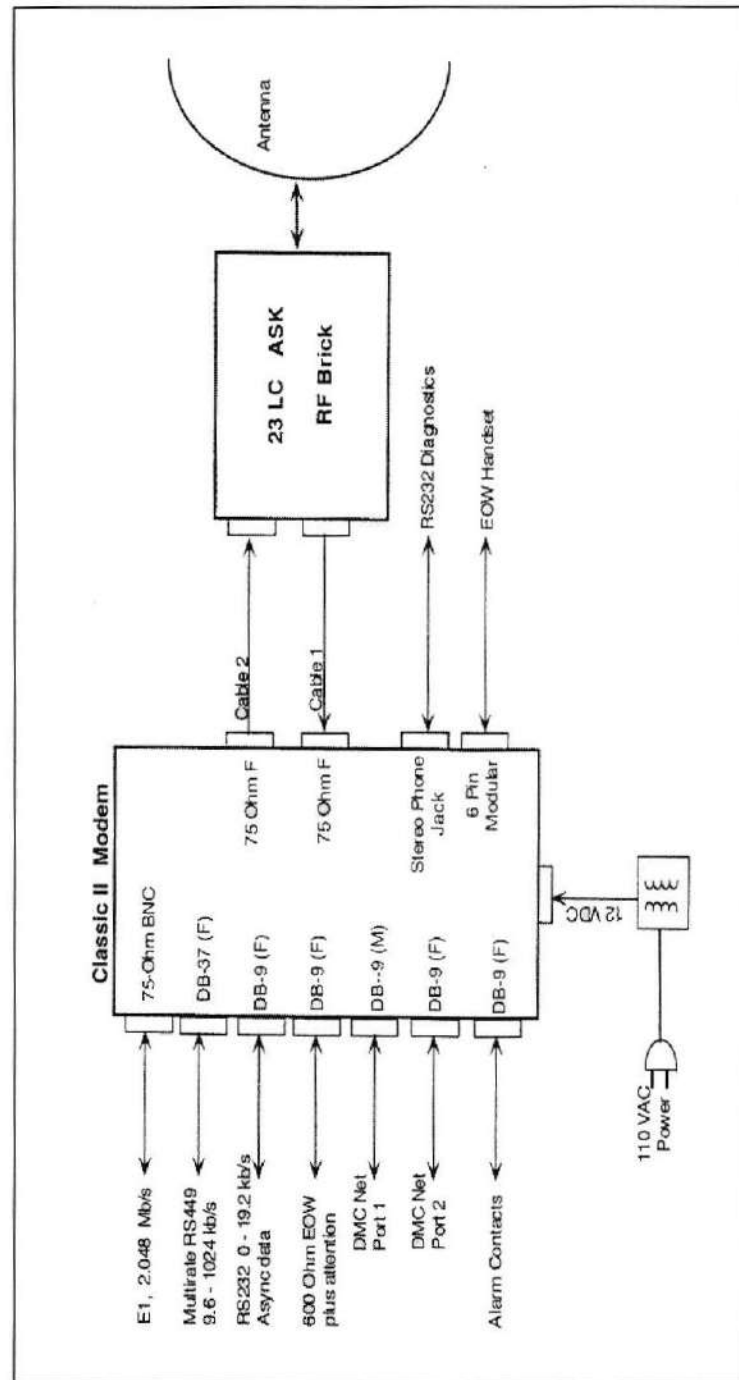 Classic II Modem
E1, 2.048 Mb/s
75-Ohm BNC
Multirate RS449
9.6 - 1024 kb/s
DB-37 (F)
RS232 0 - 19.2 kb/s
Async data
DB-9 (F)
600 Ohm EOW
plus attention
DB-9 (F)
DMC Net
Port 1
DB--9 (M)
DMC Net
Port 2
DB-9 (F)
Alarm Contacts
DB-9 (F)
75 Ohm F
Cable 2
75 Ohm F
Cable 1
Stereo Phone
Jack
RS232 Diagnostics
6 Pin
Modular
EOW Handset
23 LC ASK
RF Brick
Antenna
12 VDC
110 VAC
Power